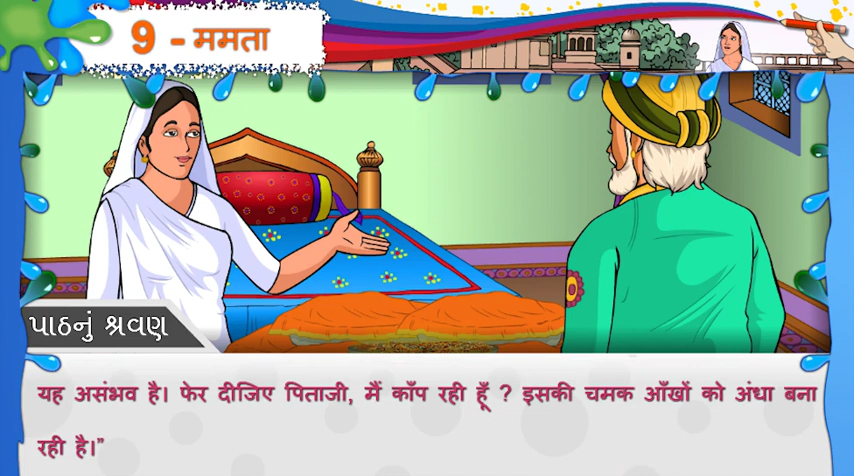 9 - ममता
પાઠનું શ્રવણ
यह असंभव है। फेर दीजिए पिताजी, मैं काँप रही हूँ ? इसकी चमक आँखों को अंधा बना
रही है।”